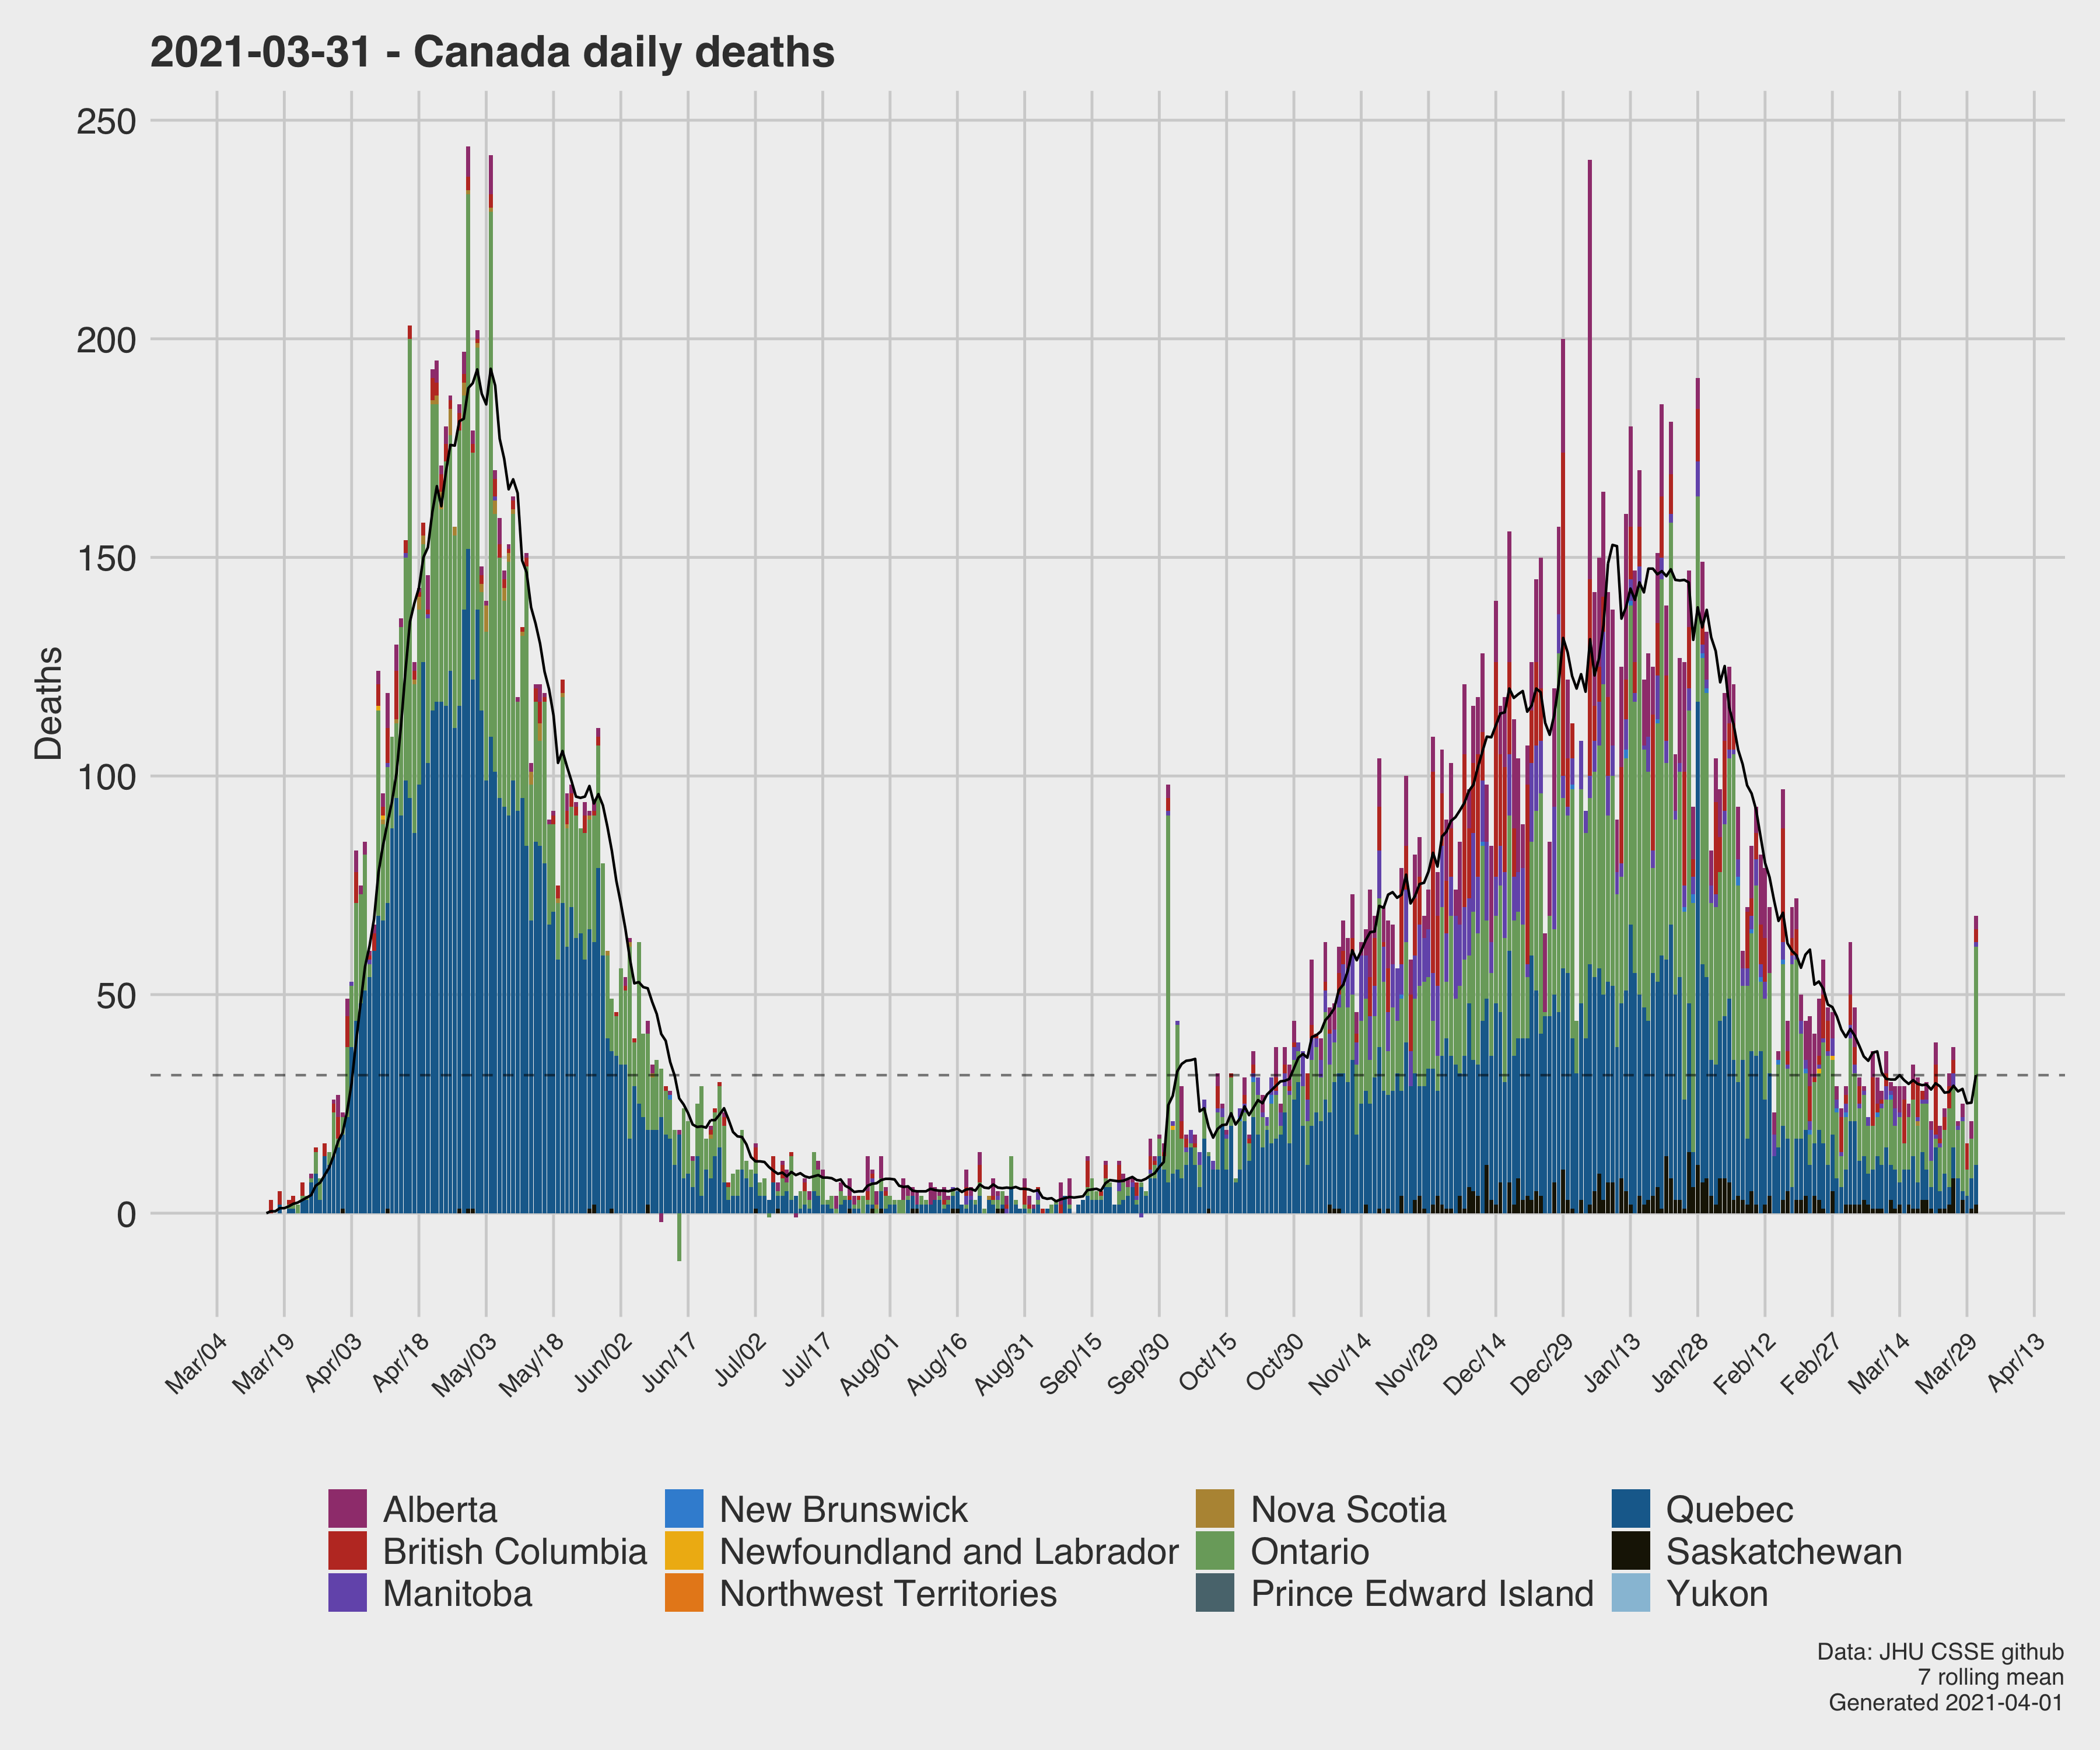 2021-03-31 - Canada daily deaths
250
200
150
100
50
0
Deaths
Mar/04 Mar/19 Apr/03 Apr/18 May/03 May/18 Jun/02 Jun/17 Jul/02 Jul/17 Aug/01 Aug/16 Aug/31 Sep/15 Sep/30 Oct/15 Oct/30 Nov/14 Nov/29 Dec/14 Dec/29 Jan/13 Jan/28 Feb/12 Feb/27 Mar/14 Mar/29 Apr/13
Alberta New Brunswick Nova Scotia Quebec
British Columbia Newfoundland and Labrador Ontario Saskatchewan
Manitoba Northwest Territories Prince Edward Island Yukon
Data: JHU CSSE github
7 rolling mean
Generated 2021-04-01